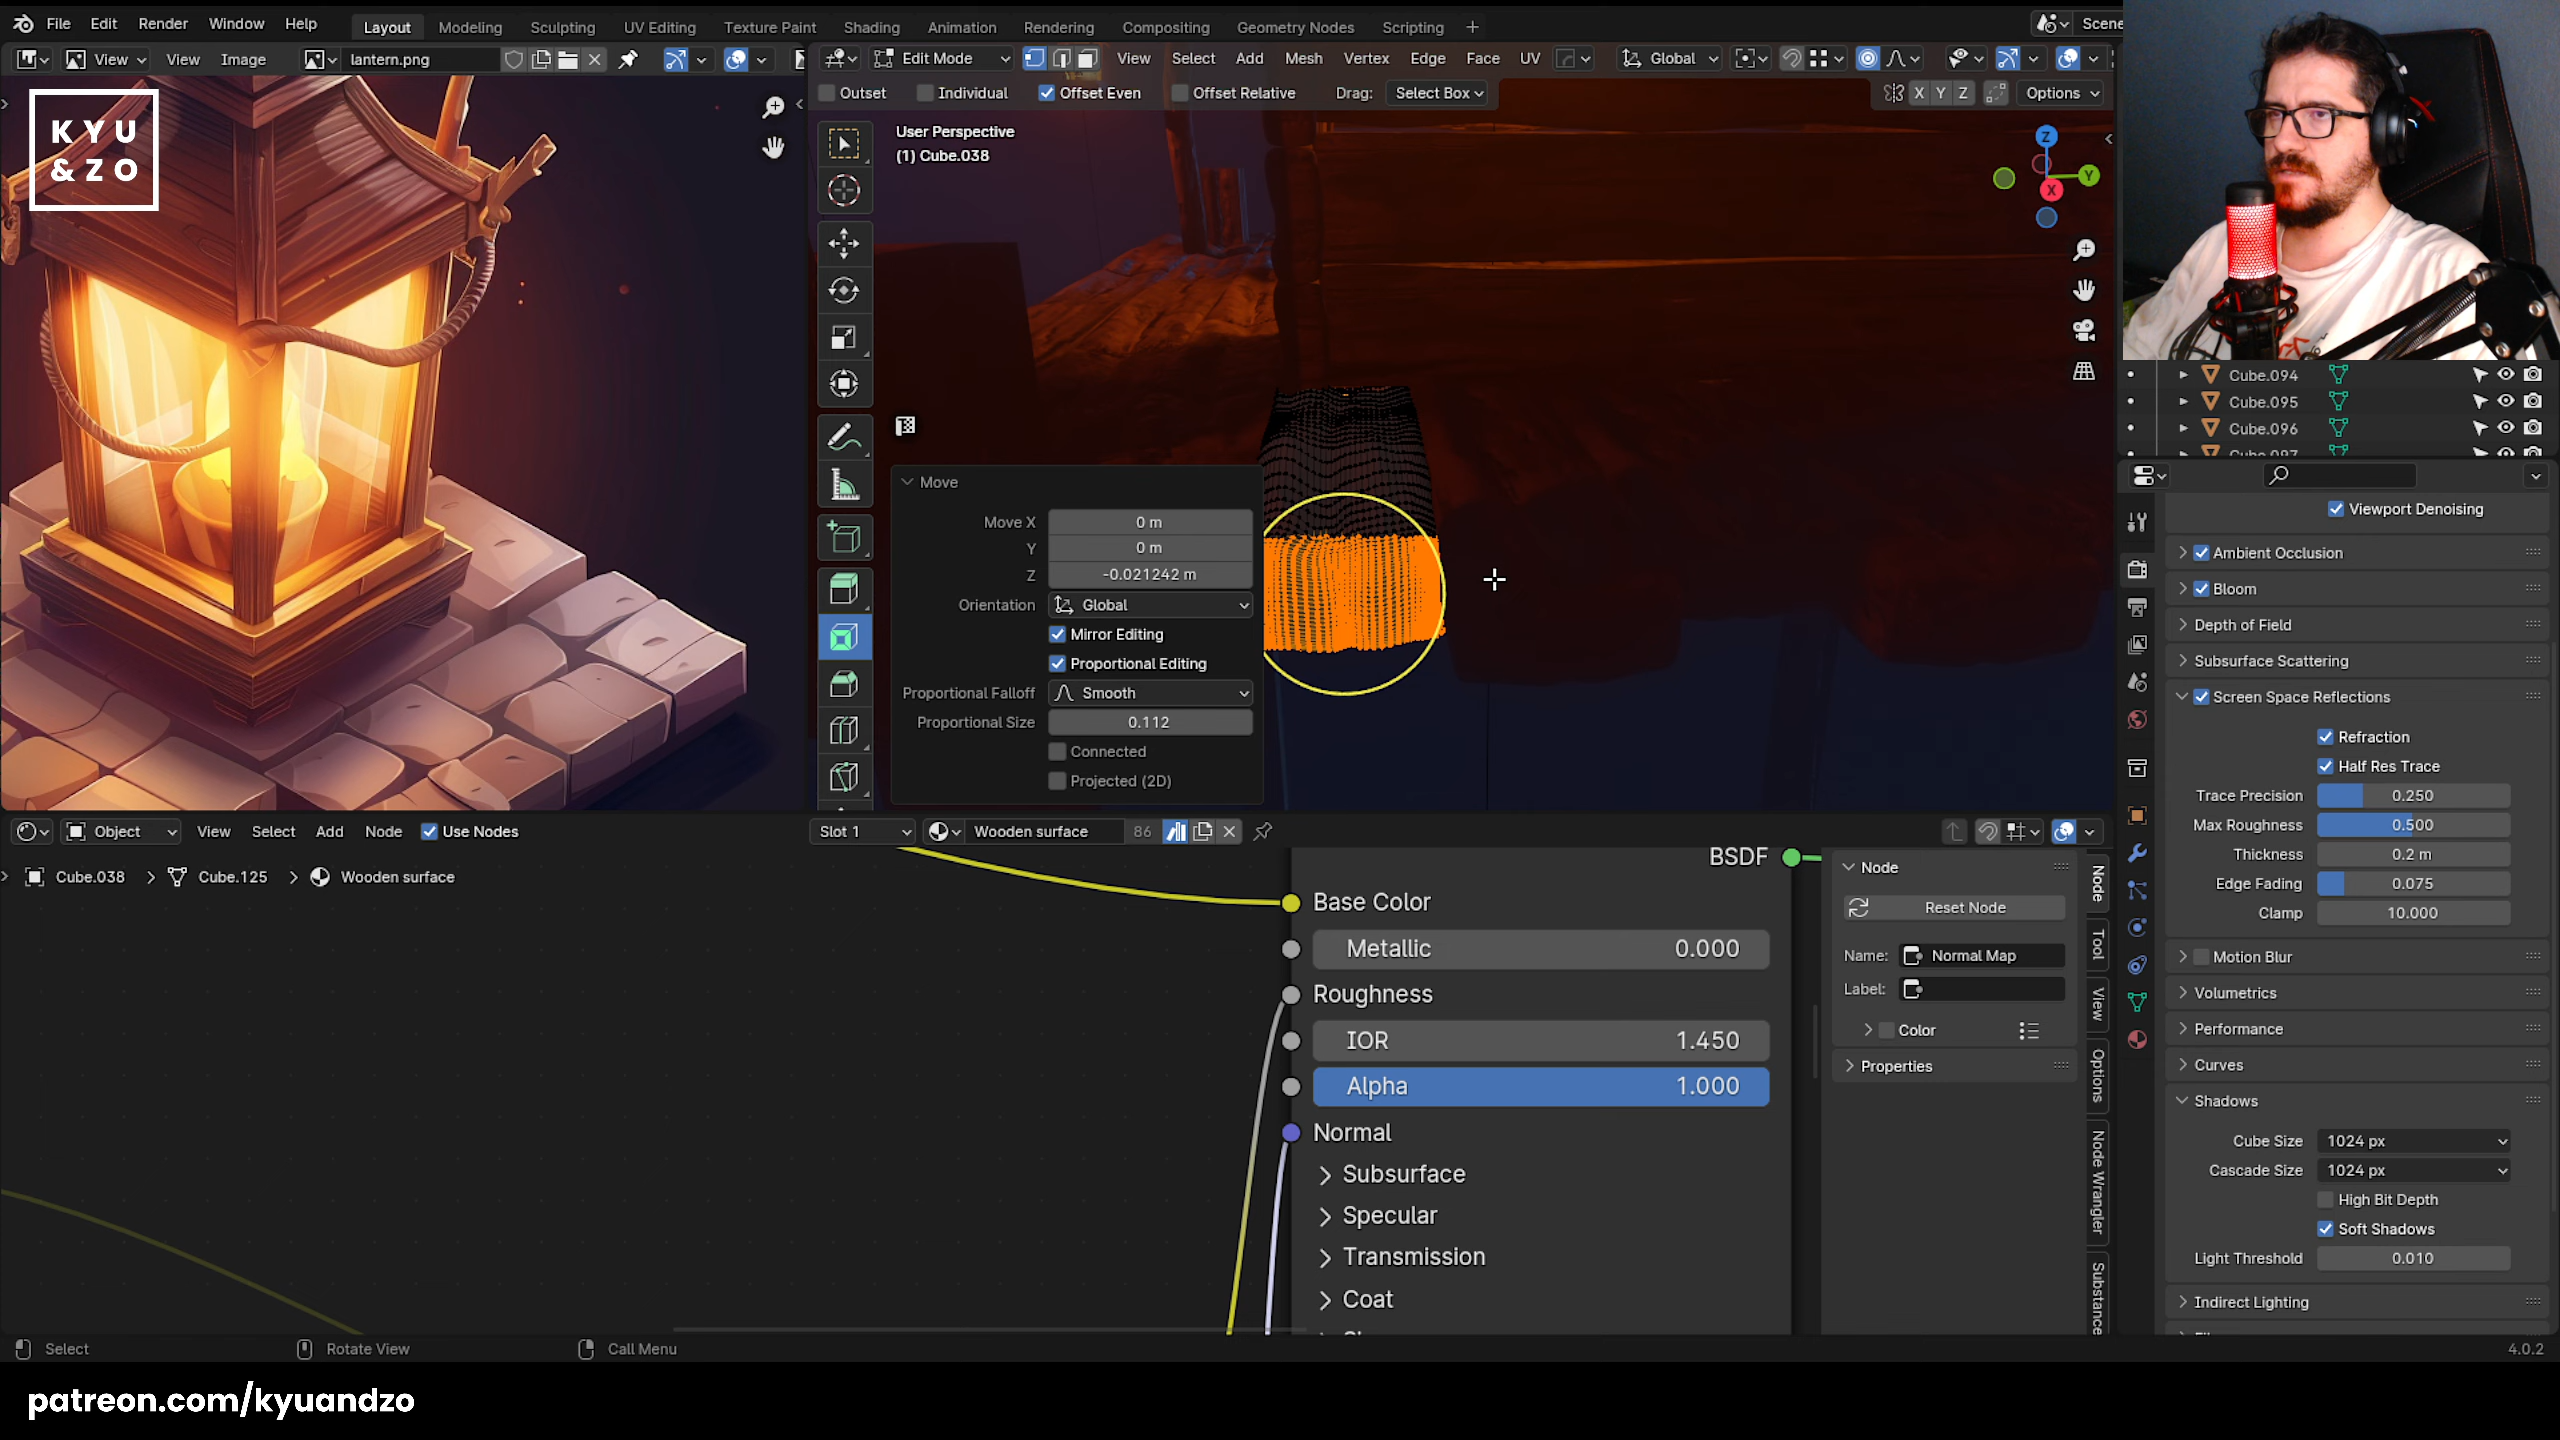 File Edit Render Window Help Layout Modeling Sculpting UV Editing Texture Paint Shading Animation Rendering Compositing Geometry Nodes Scripting + Scene
View View Image lantern.png
Edit Mode View Select Add Mesh Vertex Edge Face UV Global
Outset Individual Offset Even Offset Relative Drag: Select Box X Y Z Options
KYU
&ZO
User Perspective
(1) Cube.038
Z
Y
X
Move
Move X 0 m
Y 0 m
Z -0.021242 m
Orientation Global
Mirror Editing
Proportional Editing
Proportional Falloff Smooth
Proportional Size 0.112
Connected
Projected (2D)
Cube.094
Cube.095
Cube.096
Viewport Denoising
Ambient Occlusion
Bloom
Depth of Field
Subsurface Scattering
Screen Space Reflections
Refraction
Half Res Trace
Trace Precision 0.250
Max Roughness 0.500
Thickness 0.2 m
Edge Fading 0.075
Clamp 10.000
Motion Blur
Volumetrics
Performance
Curves
Shadows
Cube Size 1024 px
Cascade Size 1024 px
High Bit Depth
Soft Shadows
Light Threshold 0.010
Indirect Lighting
Object View Select Add Node Use Nodes Slot 1 Wooden surface 86
Cube.038 > Cube.125 > Wooden surface
BSDF
Base Color
Metallic 0.000
Roughness
IOR 1.450
Alpha 1.000
Normal
Subsurface
Specular
Transmission
Coat
Node
Reset Node
Name: Normal Map
Label:
Color
Properties
Node
Tool
View
Options
Node Wrangler
Substance
Select Rotate View Call Menu 4.0.2
patreon.com/kyuandzo